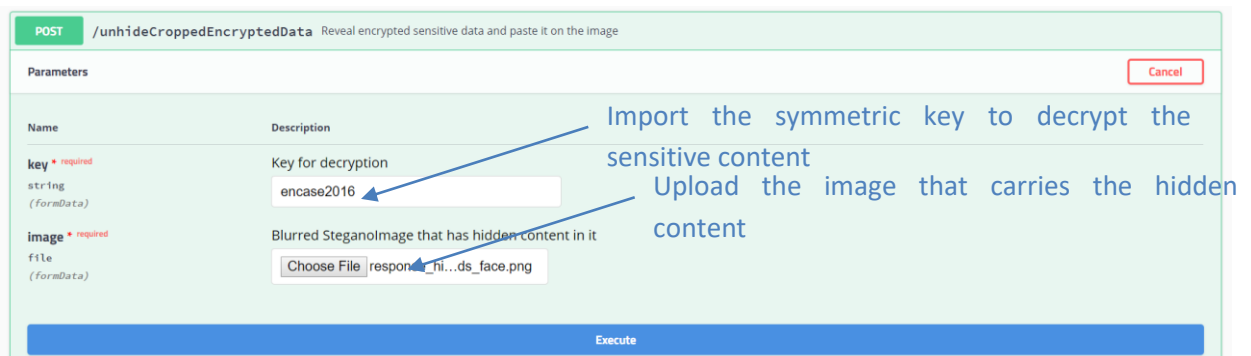 POST /unhideCroppedEncryptedData Reveal encrypted sensitive data and paste it on the image
Parameters Cancel
Name Description
Import the symmetric key to decrypt the
sensitive content
key * required Key for decryption
string encase2016
(formData)
Upload the image that carries the hidden
content
image * required Blurred SteganoImage that has hidden content in it
file Choose File
(formData)
Execute